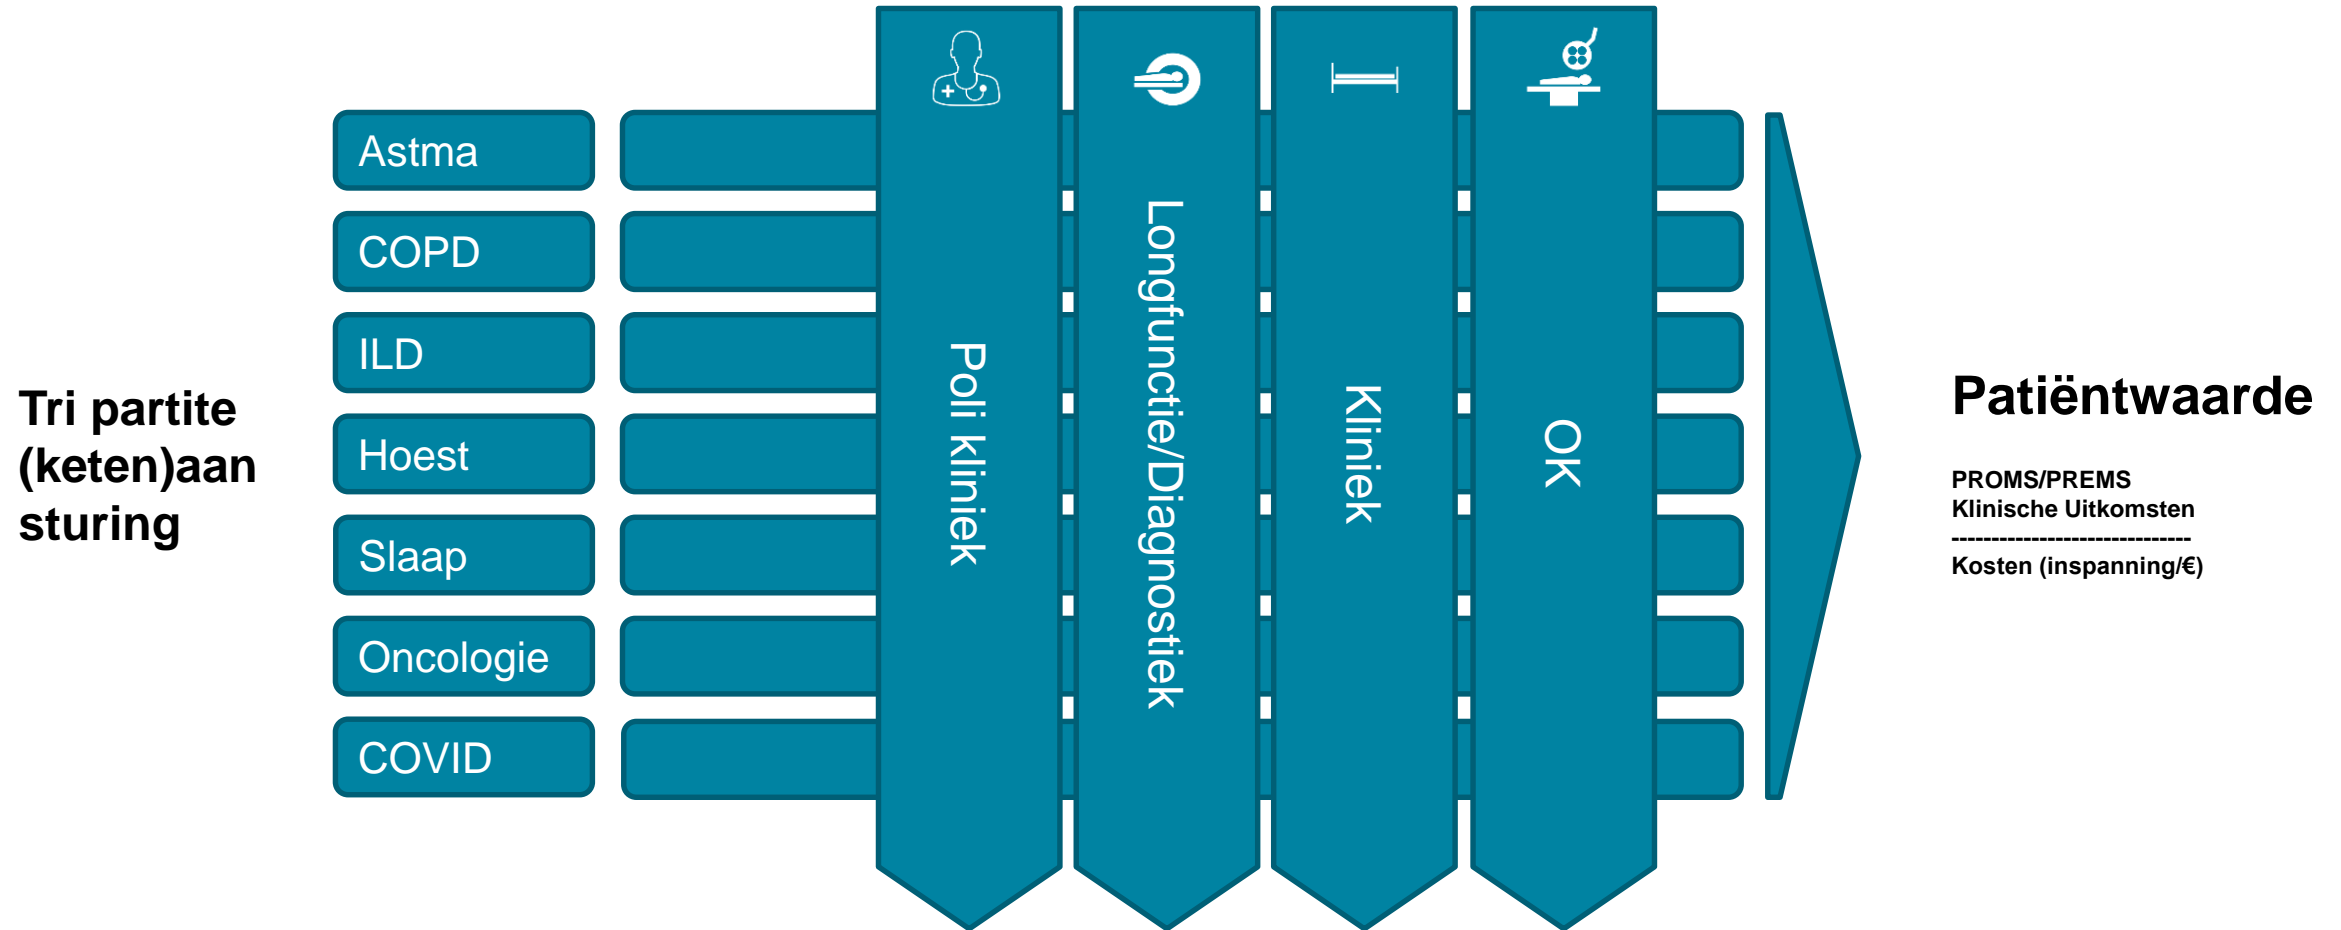 Tri partite
(keten)aan
sturing
Astma
COPD
ILD
Hoest
Slaap
Oncologie
COVID
Poli kliniek
Longfunctie/Diagnostiek
Kliniek
OK
Patiëntwaarde
PROMS/PREMS
Klinische Uitkomsten
------------------------------
Kosten (inspanning/€)